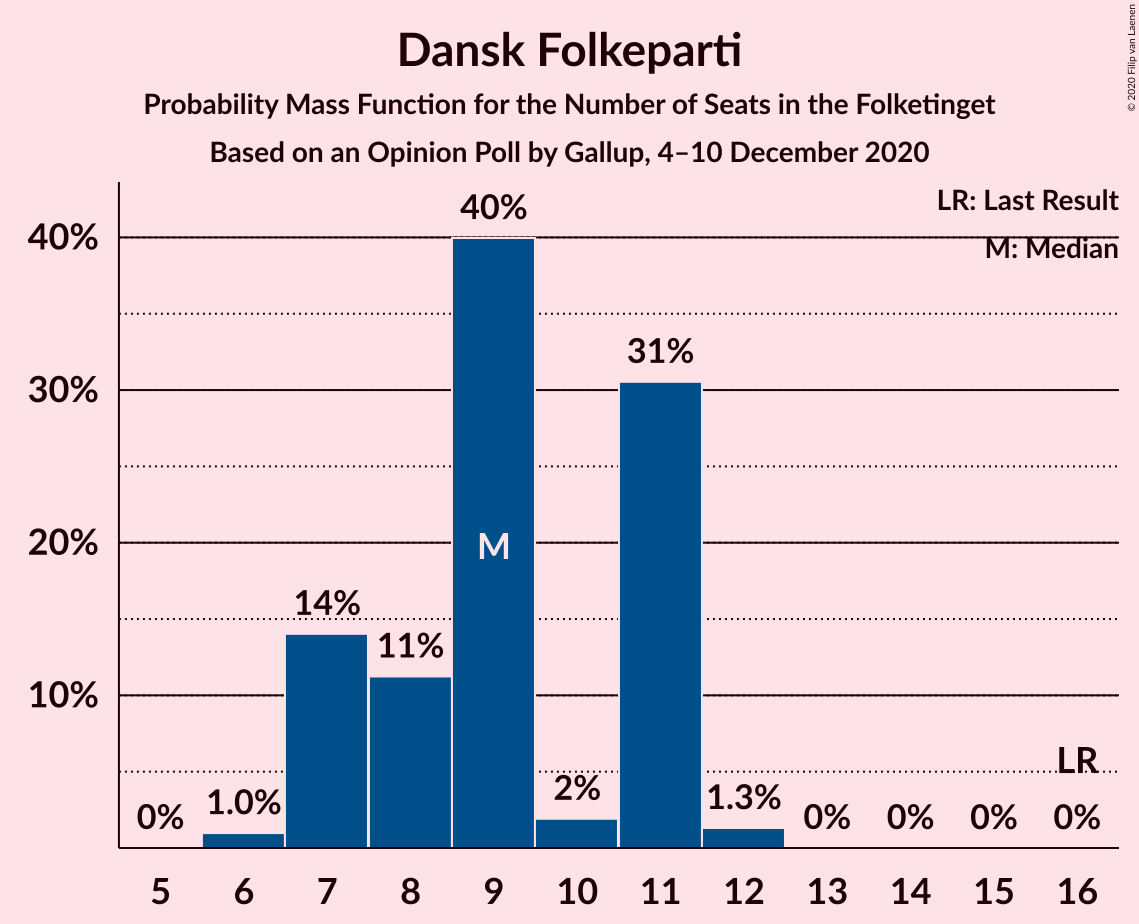 Dansk Folkeparti
Probability Mass Function for the Number of Seats in the Folketinget
Based on an Opinion Poll by Gallup, 4–10 December 2020
© 2020 Filip van Laenen
LR: Last Result
M: Median
40%
30%
20%
10%
0%
1.0%
14%
11%
40%
M
2%
31%
1.3%
0%
0%
0%
LR
0%
5 6 7 8 9 10 11 12 13 14 15 16